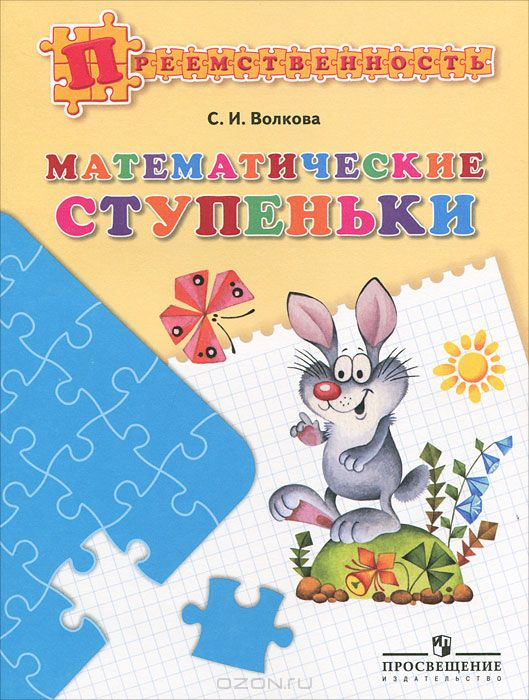 Преемственность
С. И. Волкова
Математические
ступеньки
ПРОСВЕЩЕНИЕ
ИЗДАТЕЛЬСТВО
OZON.RU